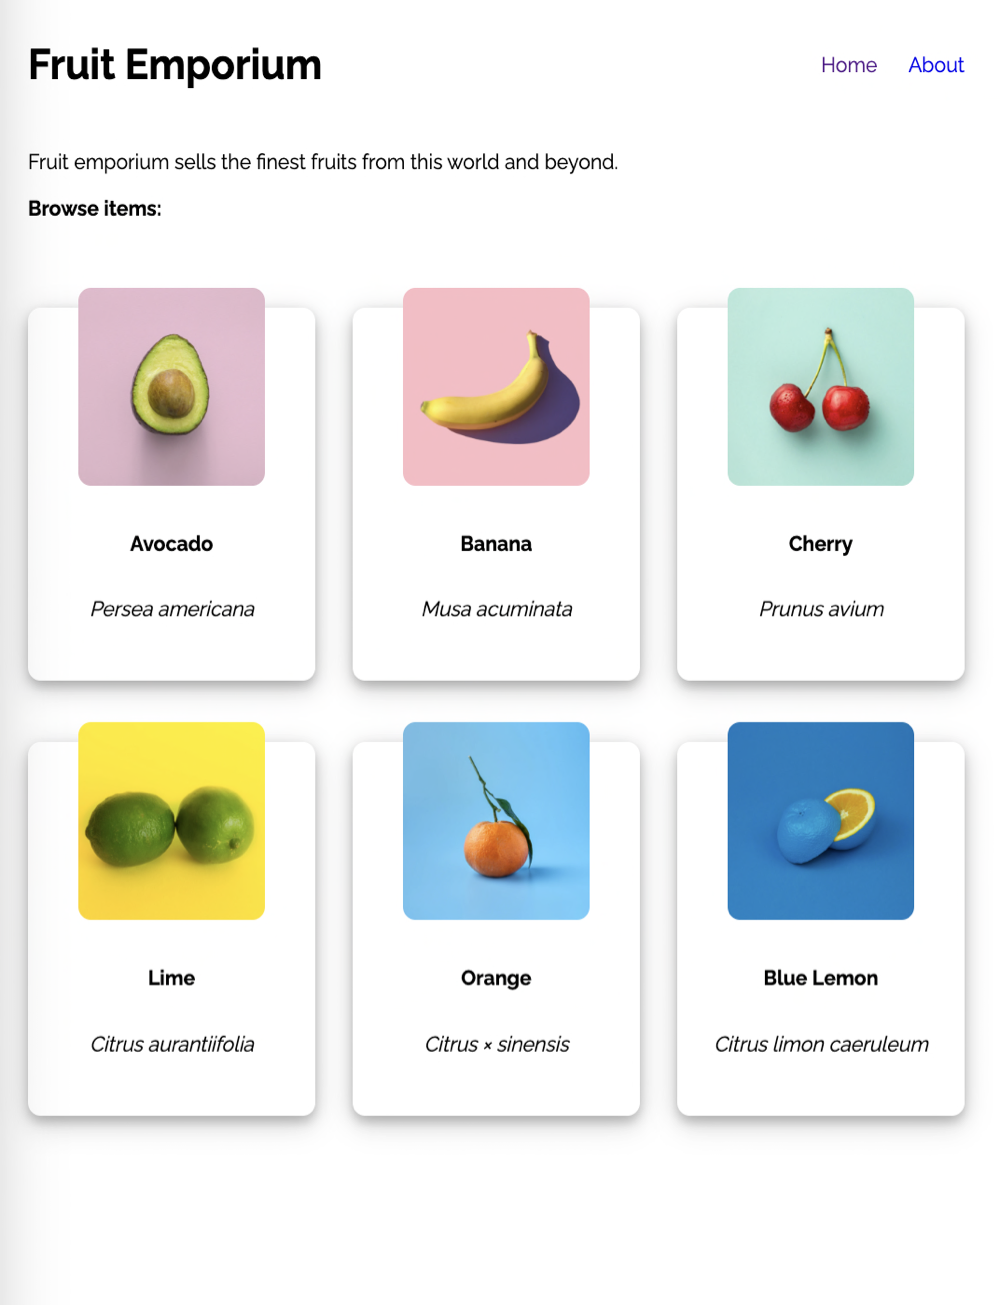 Fruit Emporium
Home About
Fruit emporium sells the finest fruits from this world and beyond.
Browse items:
Avocado
Persea americana
Banana
Musa acuminata
Cherry
Prunus avium
Lime
Citrus aurantiifolia
Orange
Citrus × sinensis
Blue Lemon
Citrus limon caeruleum